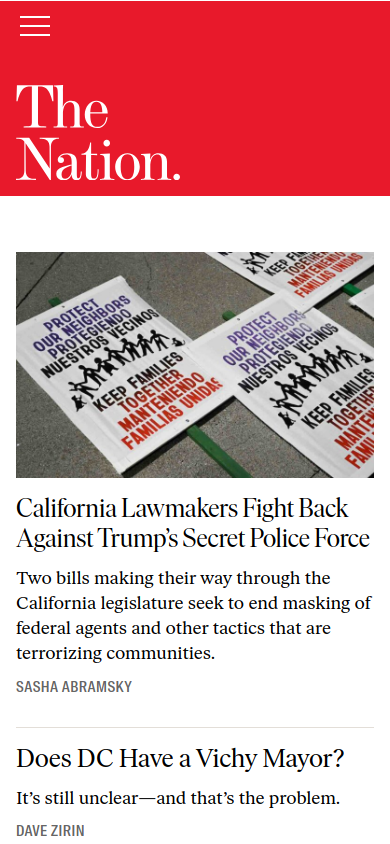 The
Nation.
KEEP FAMILIES
TOGETHER
MANTENIENDO
FAMILIAS UNIDAS
PROTECT
OUR NEIGHBORS
PROTEGIENDO
NUESTROS VECINOS
KEEP FAMILIES
TOGETHER
MANTENIENDO
FAMILIAS UNIDAS
PROTECT
OUR NEIGHBORS
PROTEGIENDO
NUESTROS VECINOS
KEEP FAMILIES
California Lawmakers Fight Back
Against Trump’s Secret Police Force
Two bills making their way through the
California legislature seek to end masking of
federal agents and other tactics that are
terrorizing communities.
SASHA ABRAMSKY
Does DC Have a Vichy Mayor?
It’s still unclear—and that’s the problem.
DAVE ZIRIN